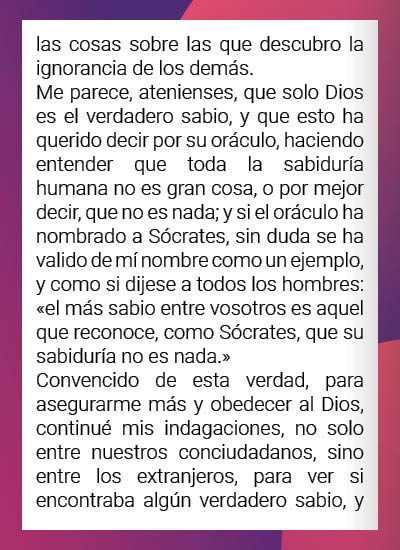 las cosas sobre las que descubro la
ignorancia de los demás.
Me parece, atenienses, que solo Dios
es el verdadero sabio, y que esto ha
querido decir por su oráculo, haciendo
entender que toda la sabiduría
humana no es gran cosa, o por mejor
decir, que no es nada; y si el oráculo ha
nombrado a Sócrates, sin duda se ha
valido de mí nombre como un ejemplo,
y como si dijese a todos los hombres:
«el más sabio entre vosotros es aquel
que reconoce, como Sócrates, que su
sabiduría no es nada.»
Convencido de esta verdad, para
asegurarme más y obedecer al Dios,
continué mis indagaciones, no solo
entre nuestros conciudadanos, sino
entre los extranjeros, para ver si
encontraba algún verdadero sabio, y